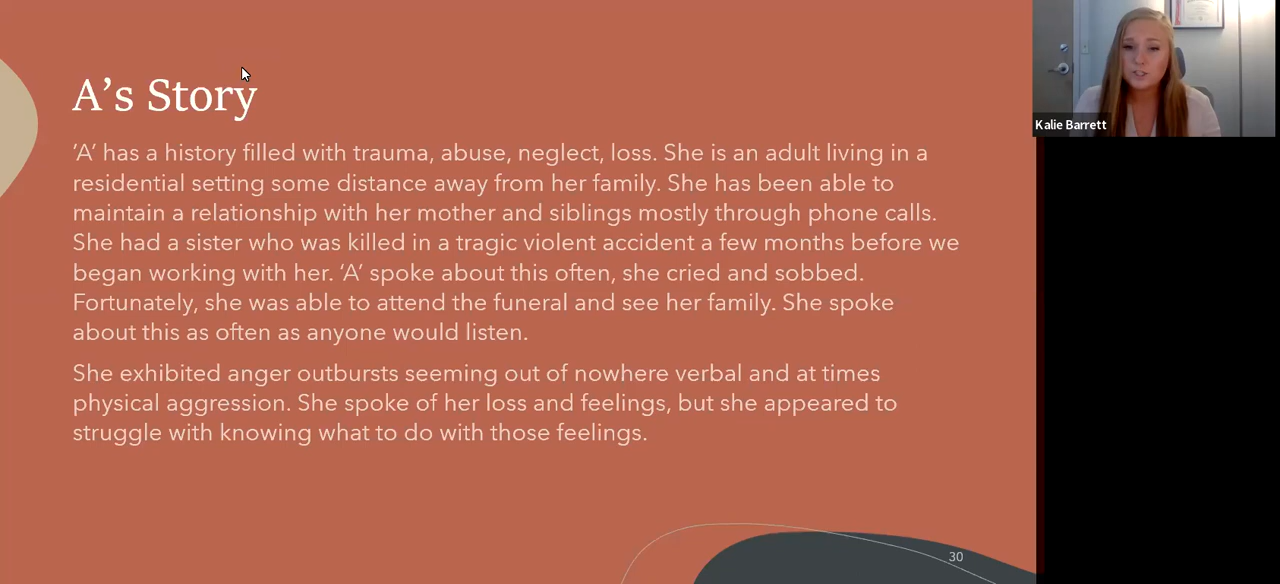 A’s Story
‘A’ has a history filled with trauma, abuse, neglect, loss. She is an adult living in a
residential setting some distance away from her family. She has been able to
maintain a relationship with her mother and siblings mostly through phone calls.
She had a sister who was killed in a tragic violent accident a few months before we
began working with her. ‘A’ spoke about this often, she cried and sobbed.
Fortunately, she was able to attend the funeral and see her family. She spoke
about this as often as anyone would listen.
She exhibited anger outbursts seeming out of nowhere verbal and at times
physical aggression. She spoke of her loss and feelings, but she appeared to
struggle with knowing what to do with those feelings.
30
Kalie Barrett